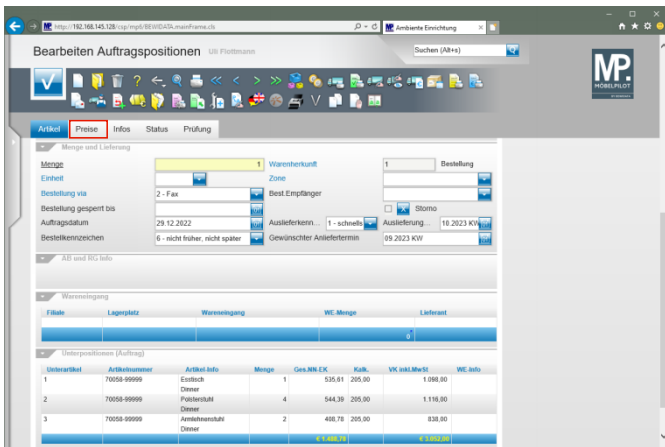 http://192.168.145.128/csp/mp6/BEWIDATA.mainFrame.cls
Ambiente Einrichtung
Bearbeiten Auftragspositionen Uli Flottmann
Suchen (Alt+s)
MP.
MÖBELPILOT
Artikel Preise Infos Status Prüfung
Menge und Lieferung
Menge 1 Warenherkunft 1 Bestellung
Einheit Zone
Bestellung via 2 - Fax Best.Empfänger
Bestellung gesperrt bis Storno
Auftragsdatum 29.12.2022 Auslieferkenn... 1 - schnells Auslieferung... 10.2023 KW
Bestellkennzeichen 6 - nicht früher, nicht später Gewünschter Anliefertermin 09.2023 KW
AB und RG Info
Wareneingang
Filiale Lagerplatz Wareneingang WE-Menge Lieferant
0
Unterpositionen (Auftrag)
Unterartikel Artikelnummer Artikel-Info Menge Ges.NN-EK Kalk. VK inkl.MwSt WE-Info
1 70058-99999 Esstisch 1 535,61 205,00 1.098,00
Dinner
2 70058-99999 Polsterstuhl 4 544,39 205,00 1.116,00
Dinner
3 70058-99999 Armlehnenstuhl 2 408,78 205,00 838,00
Dinner
€ 1.488,78 € 3.052,00